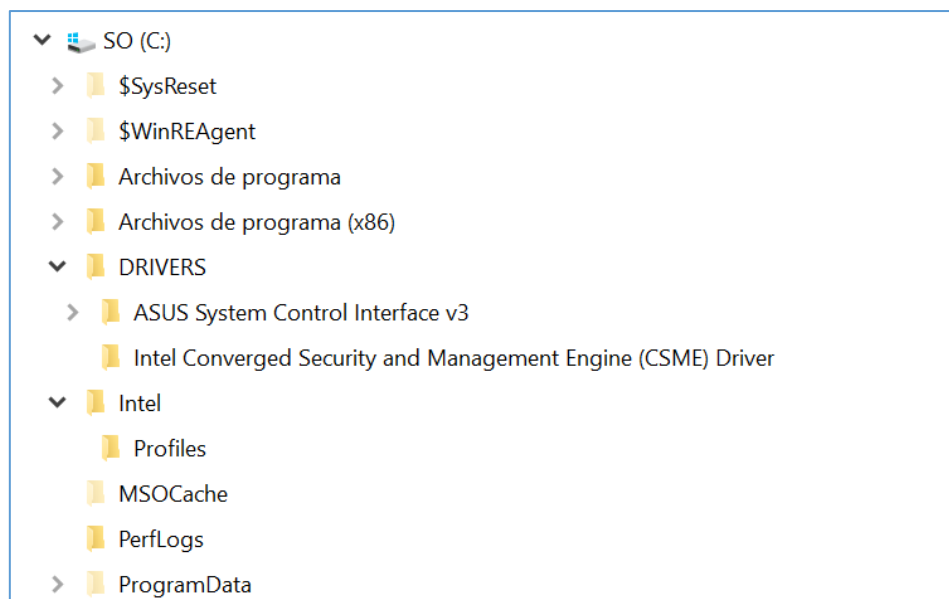 SO (C:)
$SysReset
$WinREAgent
Archivos de programa
Archivos de programa (x86)
DRIVERS
ASUS System Control Interface v3
Intel Converged Security and Management Engine (CSME) Driver
Intel
Profiles
MSOCache
PerfLogs
ProgramData